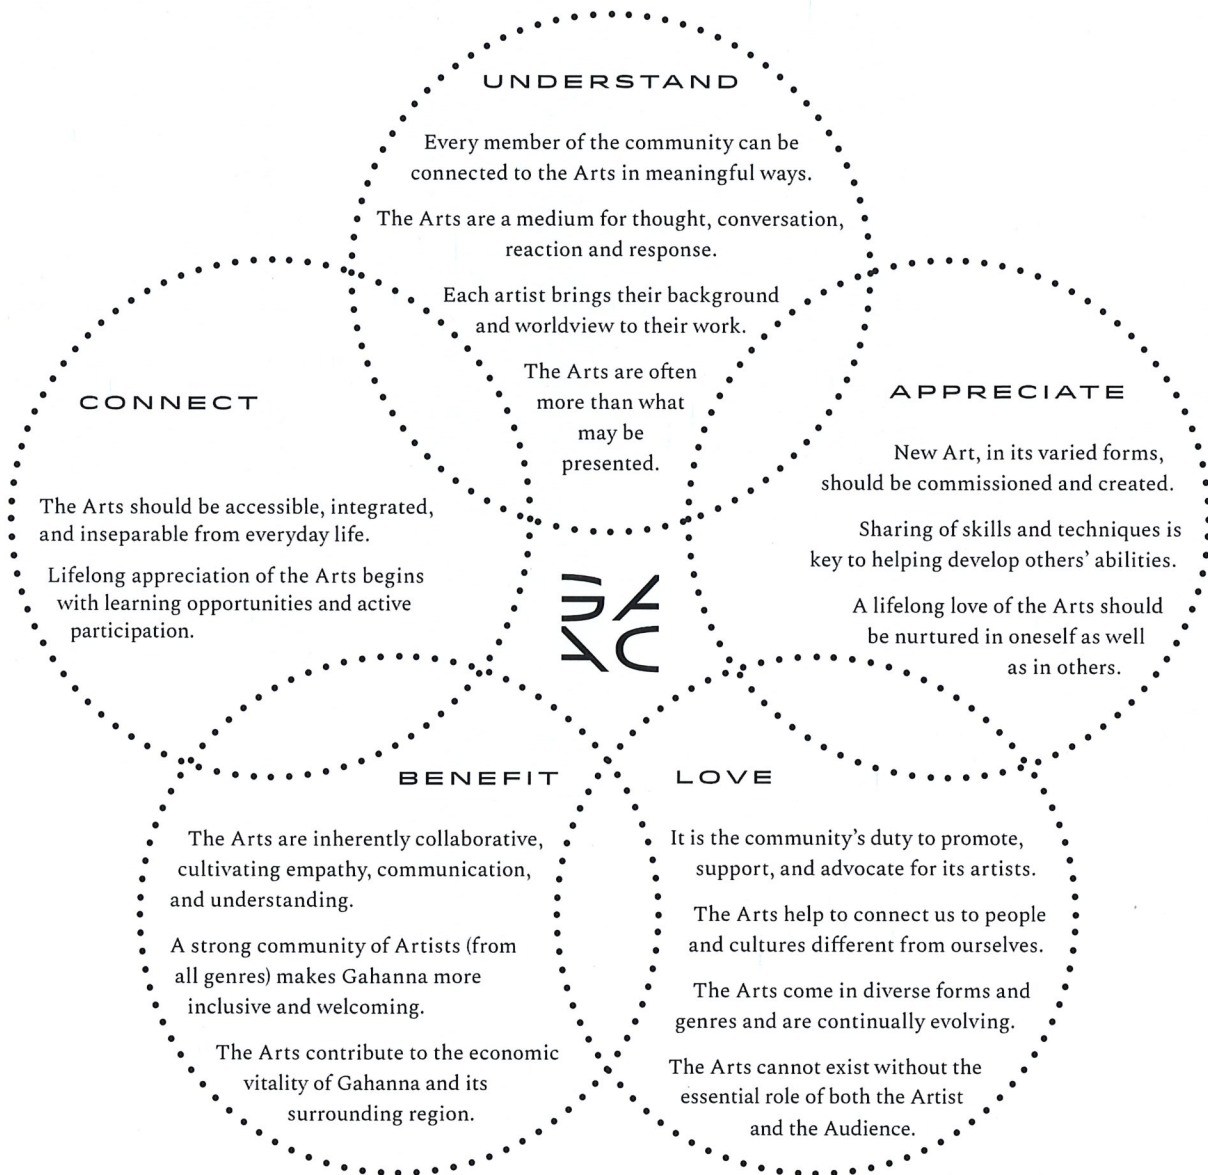 UNDERSTAND
Every member of the community can be
connected to the Arts in meaningful ways.
The Arts are a medium for thought, conversation,
reaction and response.
Each artist brings their background
and worldview to their work.
The Arts are often
more than what
may be
presented.
CONNECT
The Arts should be accessible, integrated,
and inseparable from everyday life.
Lifelong appreciation of the Arts begins
with learning opportunities and active
participation.
APPRECIATE
New Art, in its varied forms,
should be commissioned and created.
Sharing of skills and techniques is
key to helping develop others’ abilities.
A lifelong love of the Arts should
be nurtured in oneself as well
as in others.
GA
AC
BENEFIT
The Arts are inherently collaborative,
cultivating empathy, communication,
and understanding.
A strong community of Artists (from
all genres) makes Gahanna more
inclusive and welcoming.
The Arts contribute to the economic
vitality of Gahanna and its
surrounding region.
LOVE
It is the community’s duty to promote,
support, and advocate for its artists.
The Arts help to connect us to people
and cultures different from ourselves.
The Arts come in diverse forms and
genres and are continually evolving.
The Arts cannot exist without the
essential role of both the Artist
and the Audience.